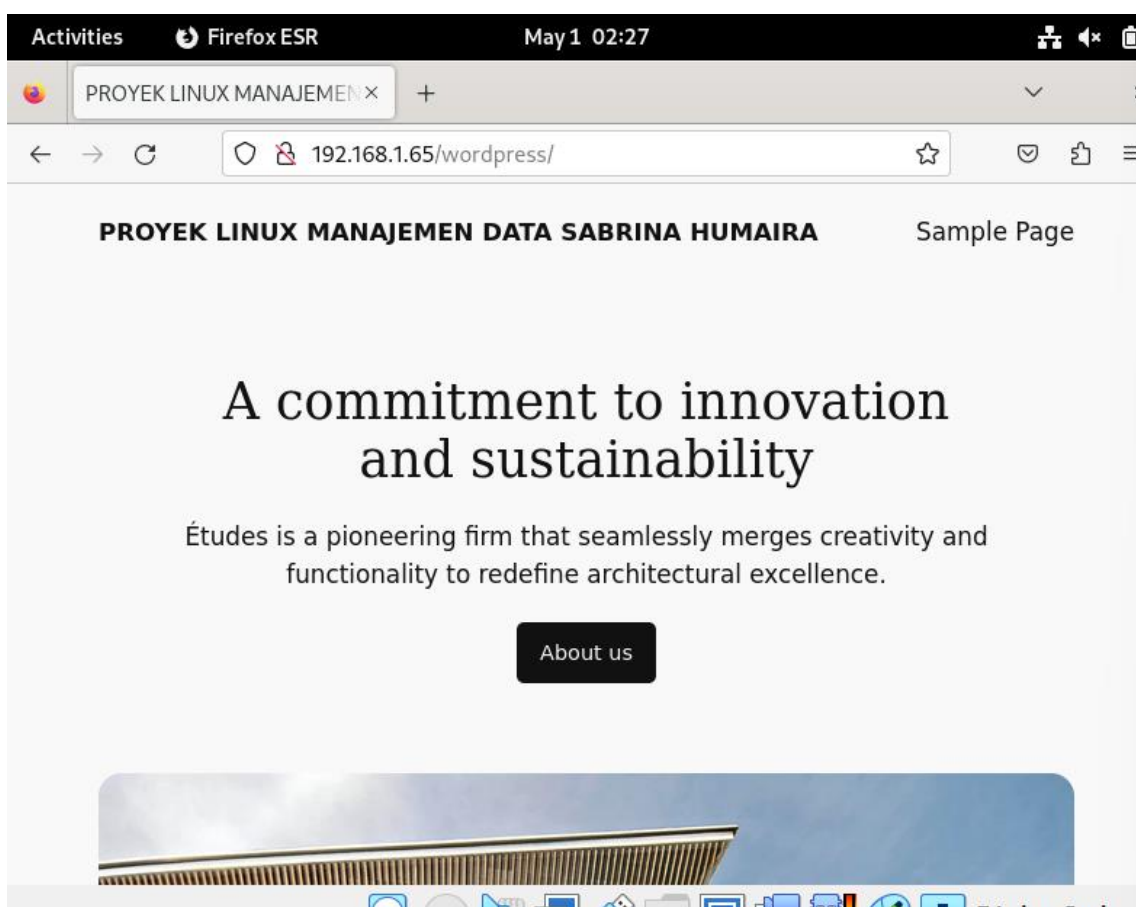 Activities Firefox ESR May 1 02:27
PROYEK LINUX MANAJEMEN
192.168.1.65/wordpress/
PROYEK LINUX MANAJEMEN DATA SABRINA HUMAIRA Sample Page
A commitment to innovation
and sustainability
Études is a pioneering firm that seamlessly merges creativity and
functionality to redefine architectural excellence.
About us